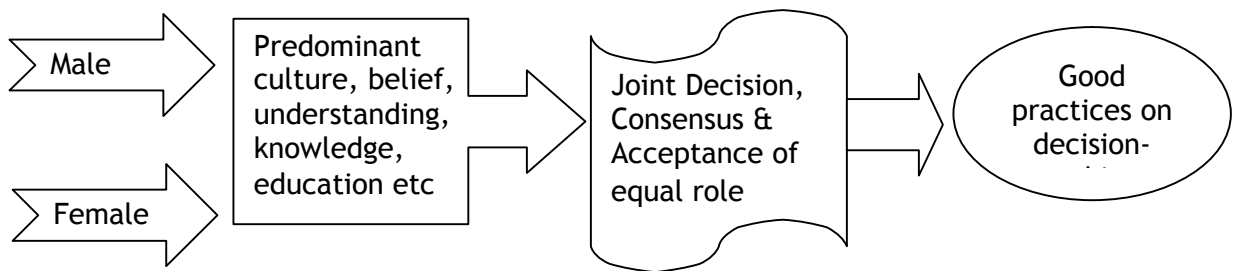 Male
Female
Predominant
culture, belief,
understanding,
knowledge,
education etc
Joint Decision,
Consensus &
Acceptance of
equal role
Good
practices on
decision-